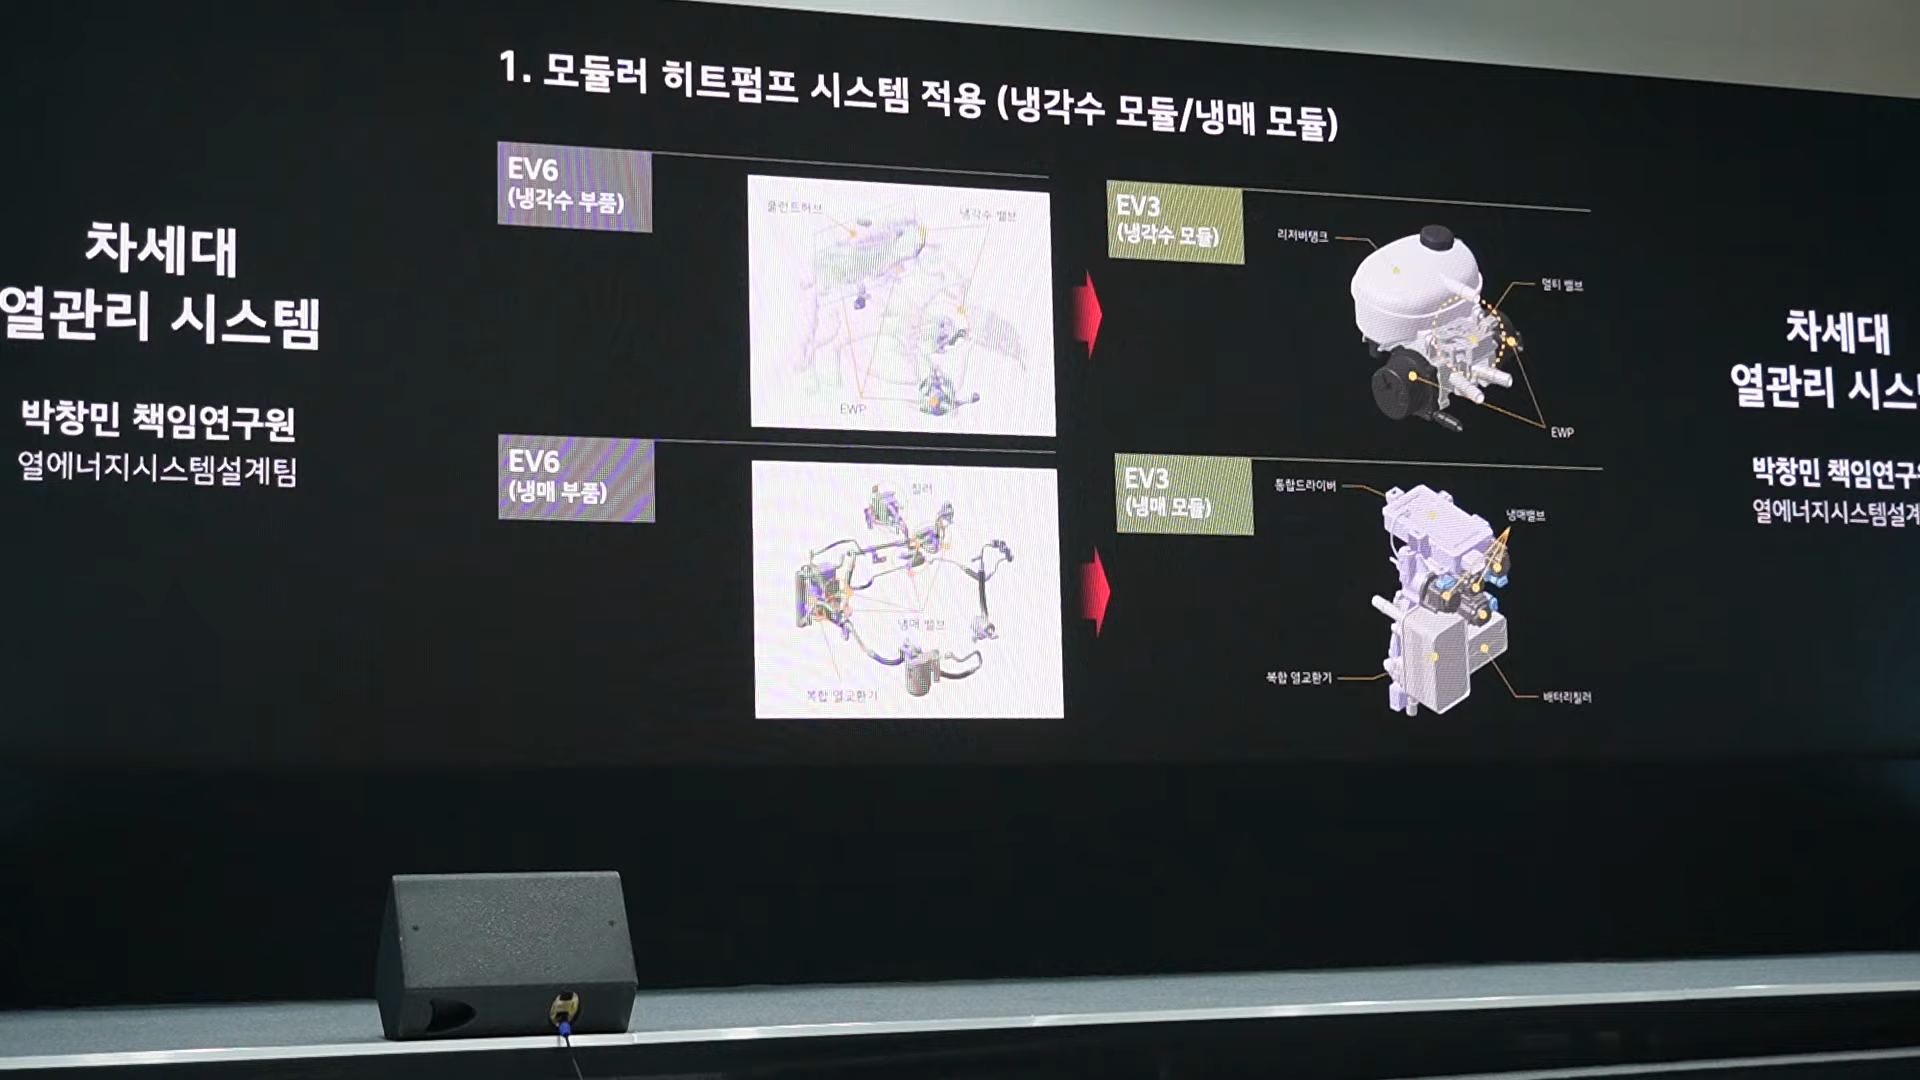 1. 모듈러 히트펌프 시스템 적용 (냉각수 모듈/냉매 모듈)
차세대
열관리 시스템
박창민 책임연구원
열에너지시스템설계팀
EV6
(냉각수 부품)
쿨런트허브
냉각수 밸브
EWP
EV3
(냉각수 모듈)
리저버탱크
멀티 밸브
EWP
EV6
(냉매 부품)
칠러
냉매 밸브
복합 열교환기
EV3
(냉매 모듈)
통합드라이버
냉매밸브
복합 열교환기
배터리칠러
차세대
열관리 시스
박창민 책임연구
열에너지시스템설계